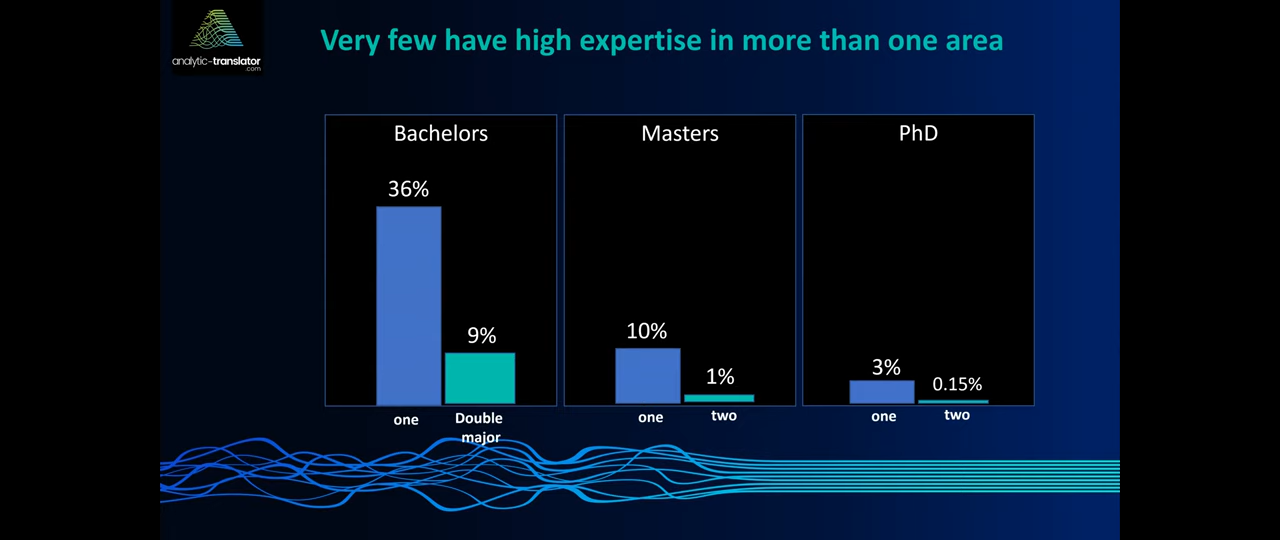 analytic-translator
.com
Very few have high expertise in more than one area
Bachelors
36%
9%
one
Double
major
Masters
10%
1%
one
two
PhD
3%
0.15%
one
two